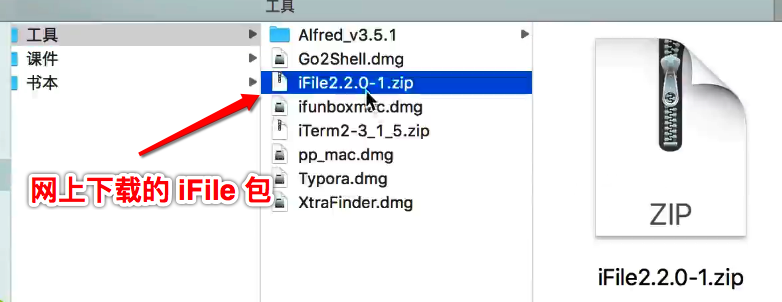 工具
工具
课件
书本
Alfred_v3.5.1
Go2Shell.dmg
iFile2.2.0-1.zip
ifunboxmac.dmg
iTerm2-3_1_5.zip
pp_mac.dmg
Typora.dmg
XtraFinder.dmg
网上下载的 iFile 包
ZIP
iFile2.2.0-1.zip